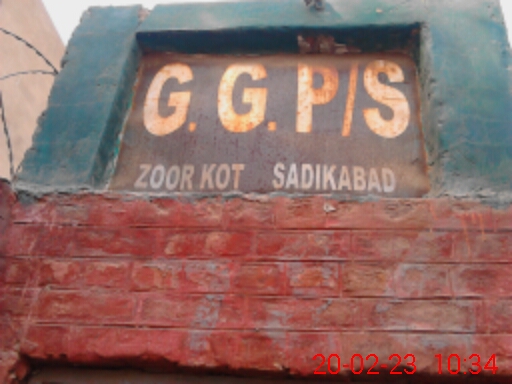 G. G. P/S
ZOOR KOT SADIKABAD
20-02-23 10:34